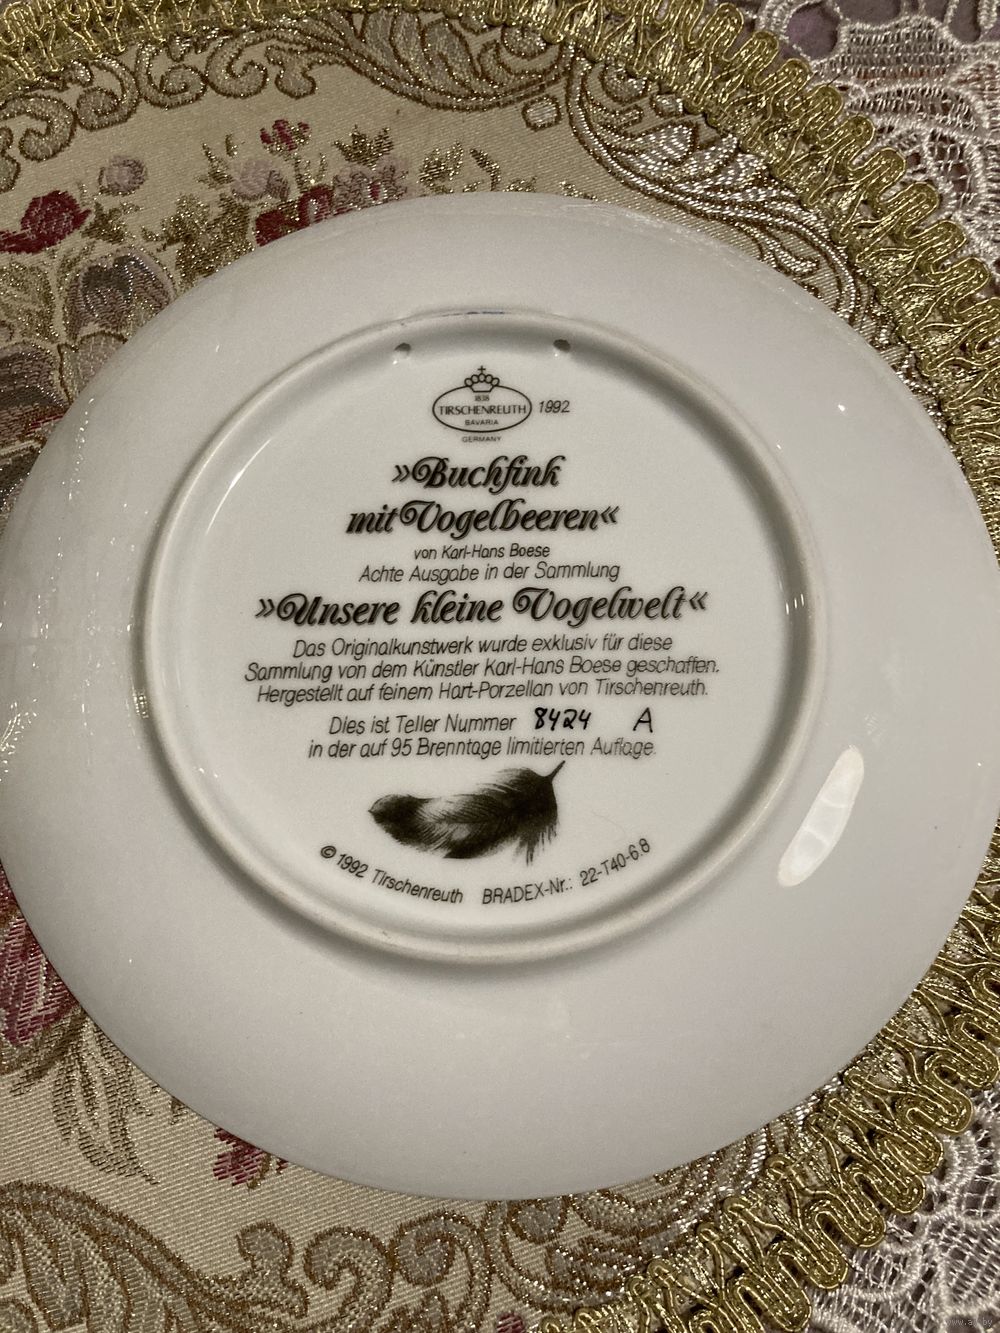 1838
TIRSCHENREUTH 1992
BAVARIA
GERMANY
»Buchfink
mit Vogelbeeren«
von Karl-Hans Boese
Achte Ausgabe in der Sammlung
»Unsere kleine Vogelwelt«
Das Originalkunstwerk wurde exklusiv für diese
Sammlung von dem Künstler Karl-Hans Boese geschaffen.
Hergestellt auf feinem Hart-Porzellan von Tirschenreuth.
Dies ist Teller Nummer 8424 A
in der auf 95 Brenntage limitierten Auflage.
© 1992 Tirschenreuth BRADEX-Nr.: 22-T40-6.8